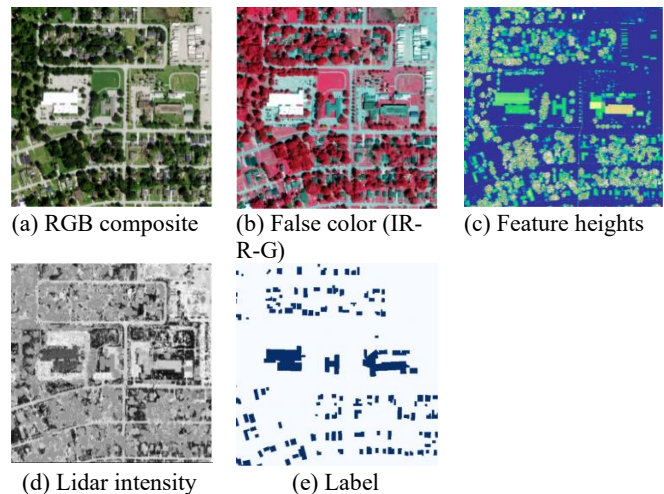 (a) RGB composite
(b) False color (IR-
R-G)
(c) Feature heights
(d) Lidar intensity
(e) Label